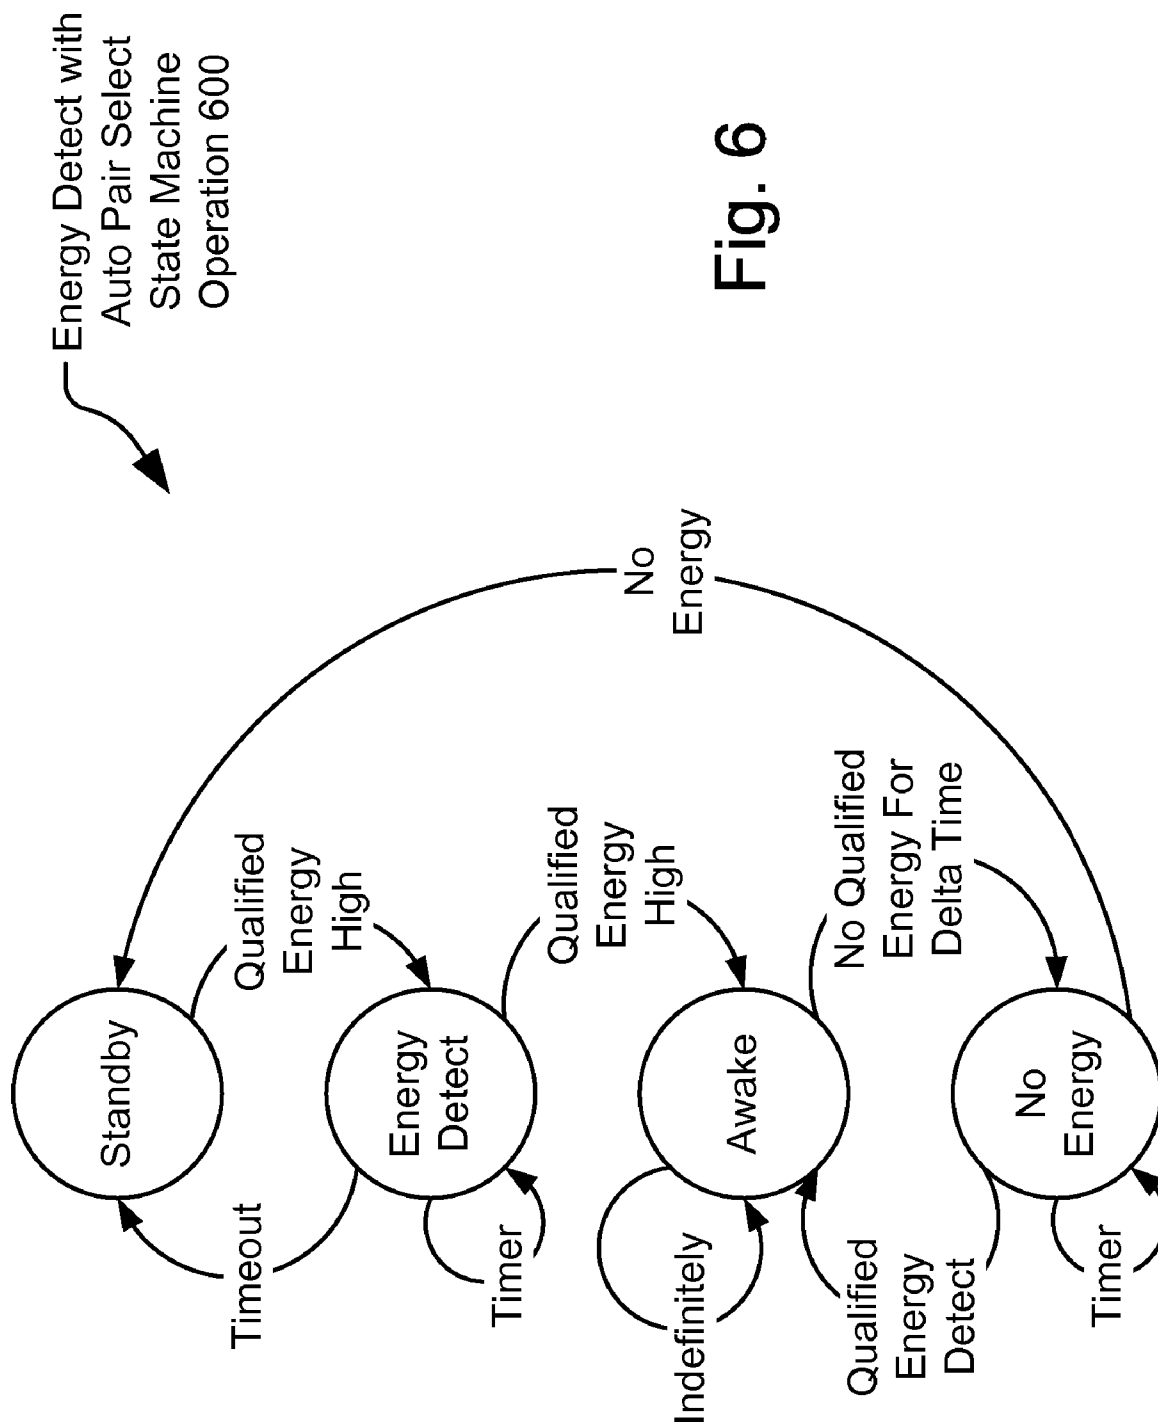 Energy Detect with
Auto Pair Select
State Machine
Operation 600
Standby
Timeout
Qualified
Energy
High
Energy
Detect
Timer
Qualified
Energy
High
Awake
Indefinitely
No Qualified
Energy For
Delta Time
Qualified
Energy
Detect
No
Energy
Timer
No
Energy
Fig. 6